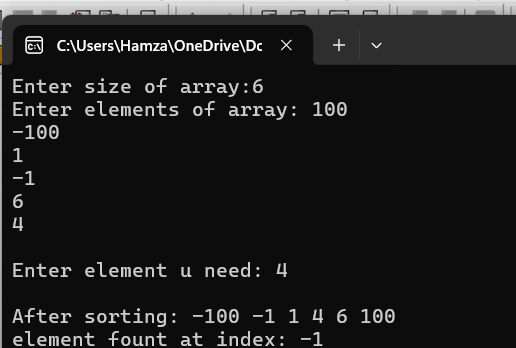 C:\Users\Hamza\OneDrive\Dc
Enter size of array:6
Enter elements of array: 100
-100
1
-1
6
4
Enter element u need: 4
After sorting: -100 -1 1 4 6 100
element fount at index: -1